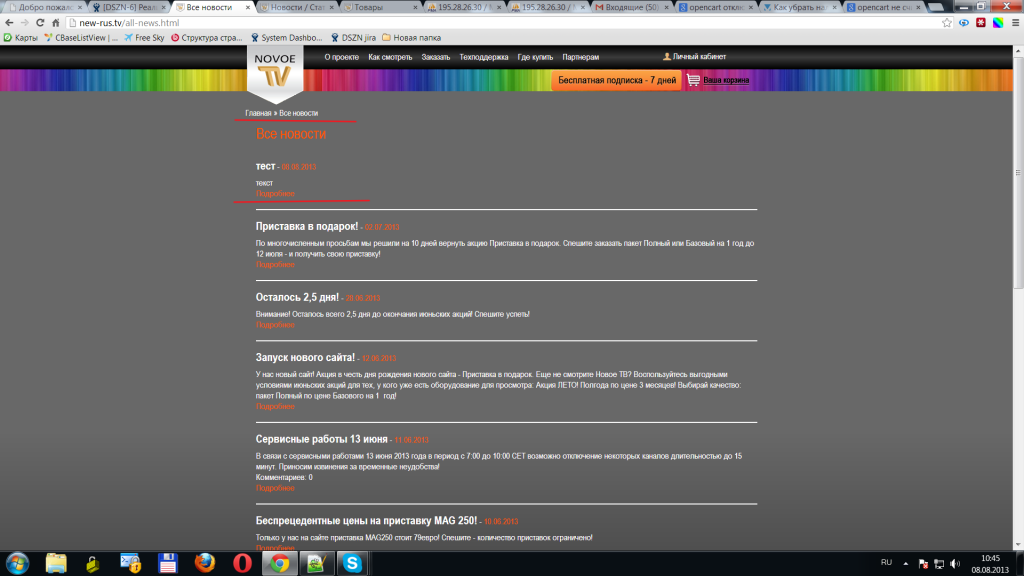 Добро пожал
[DSZN-6] Реал
Все новости
Новости / Ста
Товары
195.28.26.30 /
195.28.26.30 /
Входящие (50)
opencart откл
Как убрать на
opencart не сч
new-rus.tv/all-news.html
Карты
CBaseListView | ...
Free Sky
Структура стра...
System Dashbo...
DSZN jira
Новая папка
NOVOE
TV
О проекте
Как смотреть
Заказать
Техподдержка
Где купить
Партнерам
Личный кабинет
Бесплатная подписка - 7 дней
Ваша корзина
Главная » Все новости
Все новости
тест - 08.08.2013
текст
Подробнее
Приставка в подарок! - 02.07.2013
По многочисленным просьбам мы решили на 10 дней вернуть акцию Приставка в подарок. Спешите заказать пакет Полный или Базовый на 1 год до
12 июля - и получить свою приставку!
Подробнее
Осталось 2,5 дня! - 28.06.2013
Внимание! Осталось всего 2,5 дня до окончания июньских акций! Спешите успеть!
Подробнее
Запуск нового сайта! - 12.06.2013
У нас новый сайт! Акция в честь дня рождения нового сайта - Приставка в подарок. Еще не смотрите Новое ТВ? Воспользуйтесь выгодными
условиями июньских акций для тех, у кого уже есть оборудование для просмотра: Акция ЛЕТО! Полгода по цене 3 месяцев! Выбирай качество:
пакет Полный по цене Базового на 1 год!
Подробнее
Сервисные работы 13 июня - 11.06.2013
В связи с сервисными работами 13 июня 2013 года в период с 7:00 до 10:00 CET возможно отключение некоторых каналов длительностью до 15
минут. Приносим извинения за временные неудобства!
Комментариев: 0
Подробнее
Беспрецедентные цены на приставку MAG 250! - 10.06.2013
Только у нас на сайте приставка MAG250 стоит 79евро! Спешите - количество приставок ограничено!
Подробнее
RU
10:45
08.08.2013